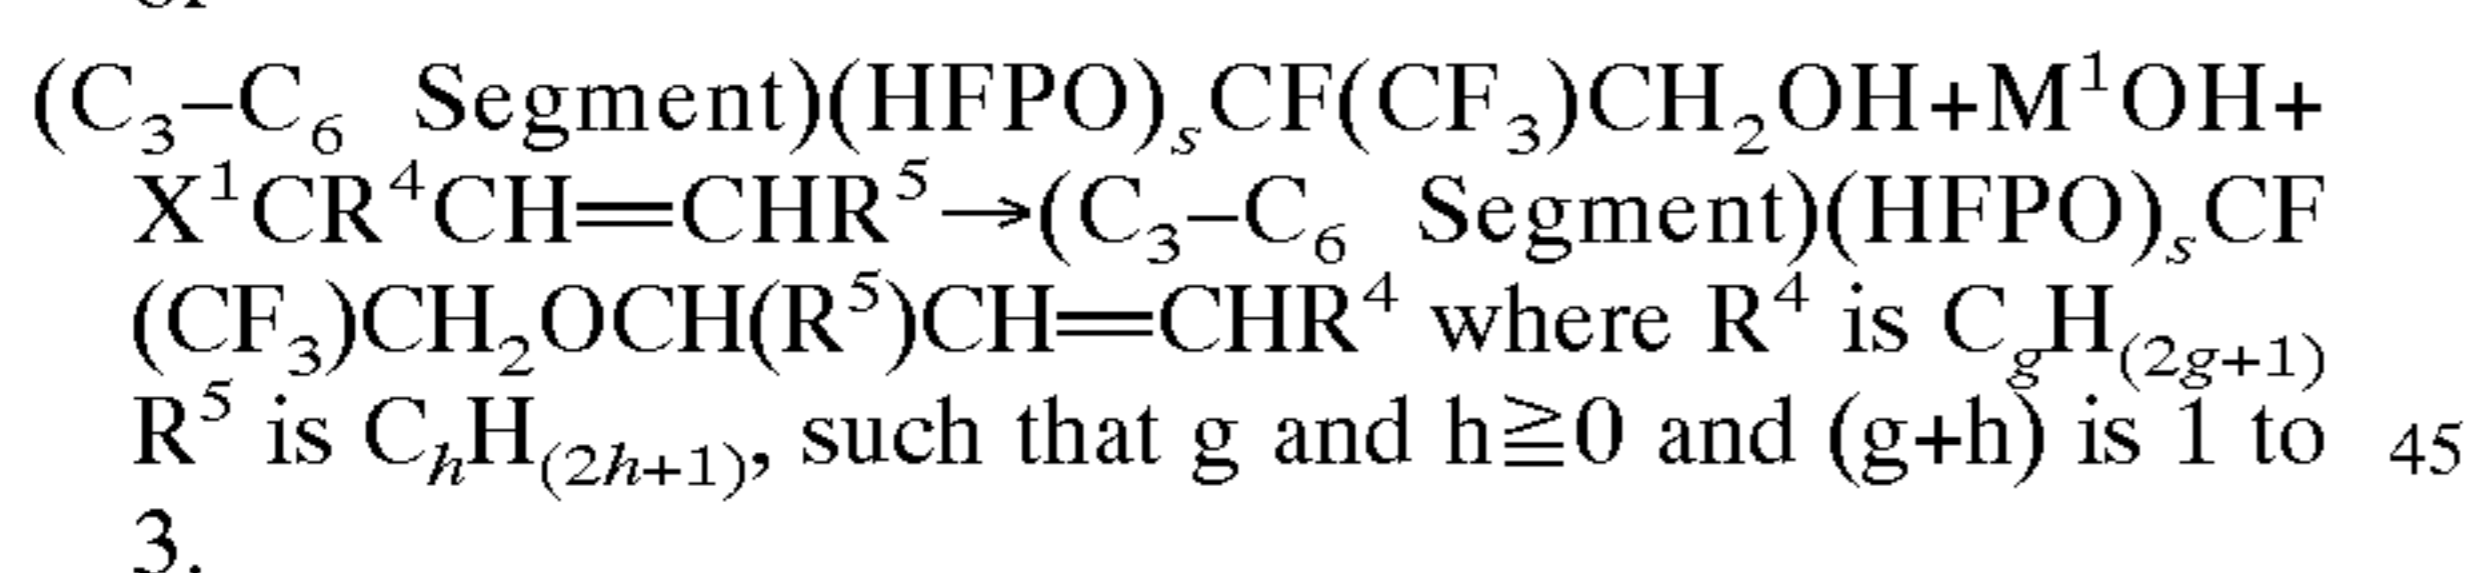 (C₃–C₆ Segment)(HFPO)ₛCF(CF₃)CH₂OH+M¹OH+
X¹CR⁴CH=CHR⁵→(C₃–C₆ Segment)(HFPO)ₛCF
(CF₃)CH₂OCH(R⁵)CH=CHR⁴ where R⁴ is C_gH_(2g+1)
R⁵ is C_hH_(2h+1), such that g and h≧0 and (g+h) is 1 to 45
3.